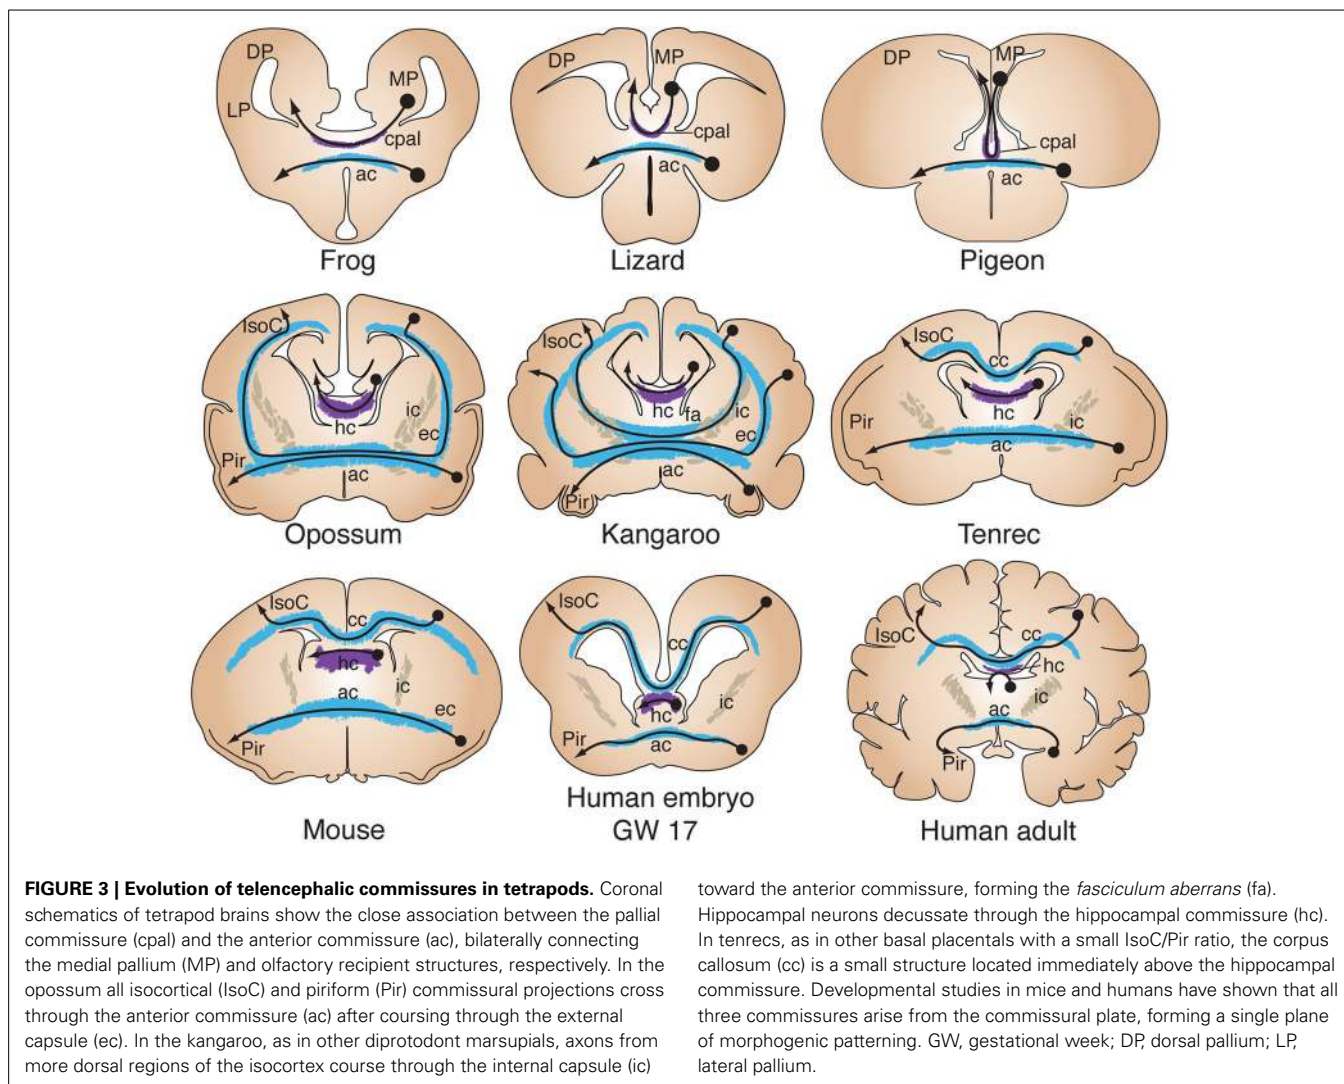 DP
MP
LP
cpal
ac
Frog
DP
MP
cpal
ac
Lizard
DP
MP
cpal
ac
Pigeon
IsoC
hc
ic
ec
Pir
ac
Opossum
IsoC
hc
fa
ic
ec
ac
Pir
Kangaroo
IsoC
cc
hc
Pir
ic
ac
Tenrec
IsoC
cc
hc
ic
ac
ec
Pir
Mouse
IsoC
cc
hc
ic
Pir
ac
Human embryo
GW 17
IsoC
cc
hc
ic
ac
Pir
Human adult
FIGURE 3 | Evolution of telencephalic commissures in tetrapods. Coronal
schematics of tetrapod brains show the close association between the pallial
commissure (cpal) and the anterior commissure (ac), bilaterally connecting
the medial pallium (MP) and olfactory recipient structures, respectively. In the
opossum all isocortical (IsoC) and piriform (Pir) commissural projections cross
through the anterior commissure (ac) after coursing through the external
capsule (ec). In the kangaroo, as in other diprotodont marsupials, axons from
more dorsal regions of the isocortex course through the internal capsule (ic)
toward the anterior commissure, forming the fasciculum aberrans (fa).
Hippocampal neurons decussate through the hippocampal commissure (hc).
In tenrecs, as in other basal placentals with a small IsoC/Pir ratio, the corpus
callosum (cc) is a small structure located immediately above the hippocampal
commissure. Developmental studies in mice and humans have shown that all
three commissures arise from the commissural plate, forming a single plane
of morphogenic patterning. GW, gestational week; DP, dorsal pallium; LP,
lateral pallium.